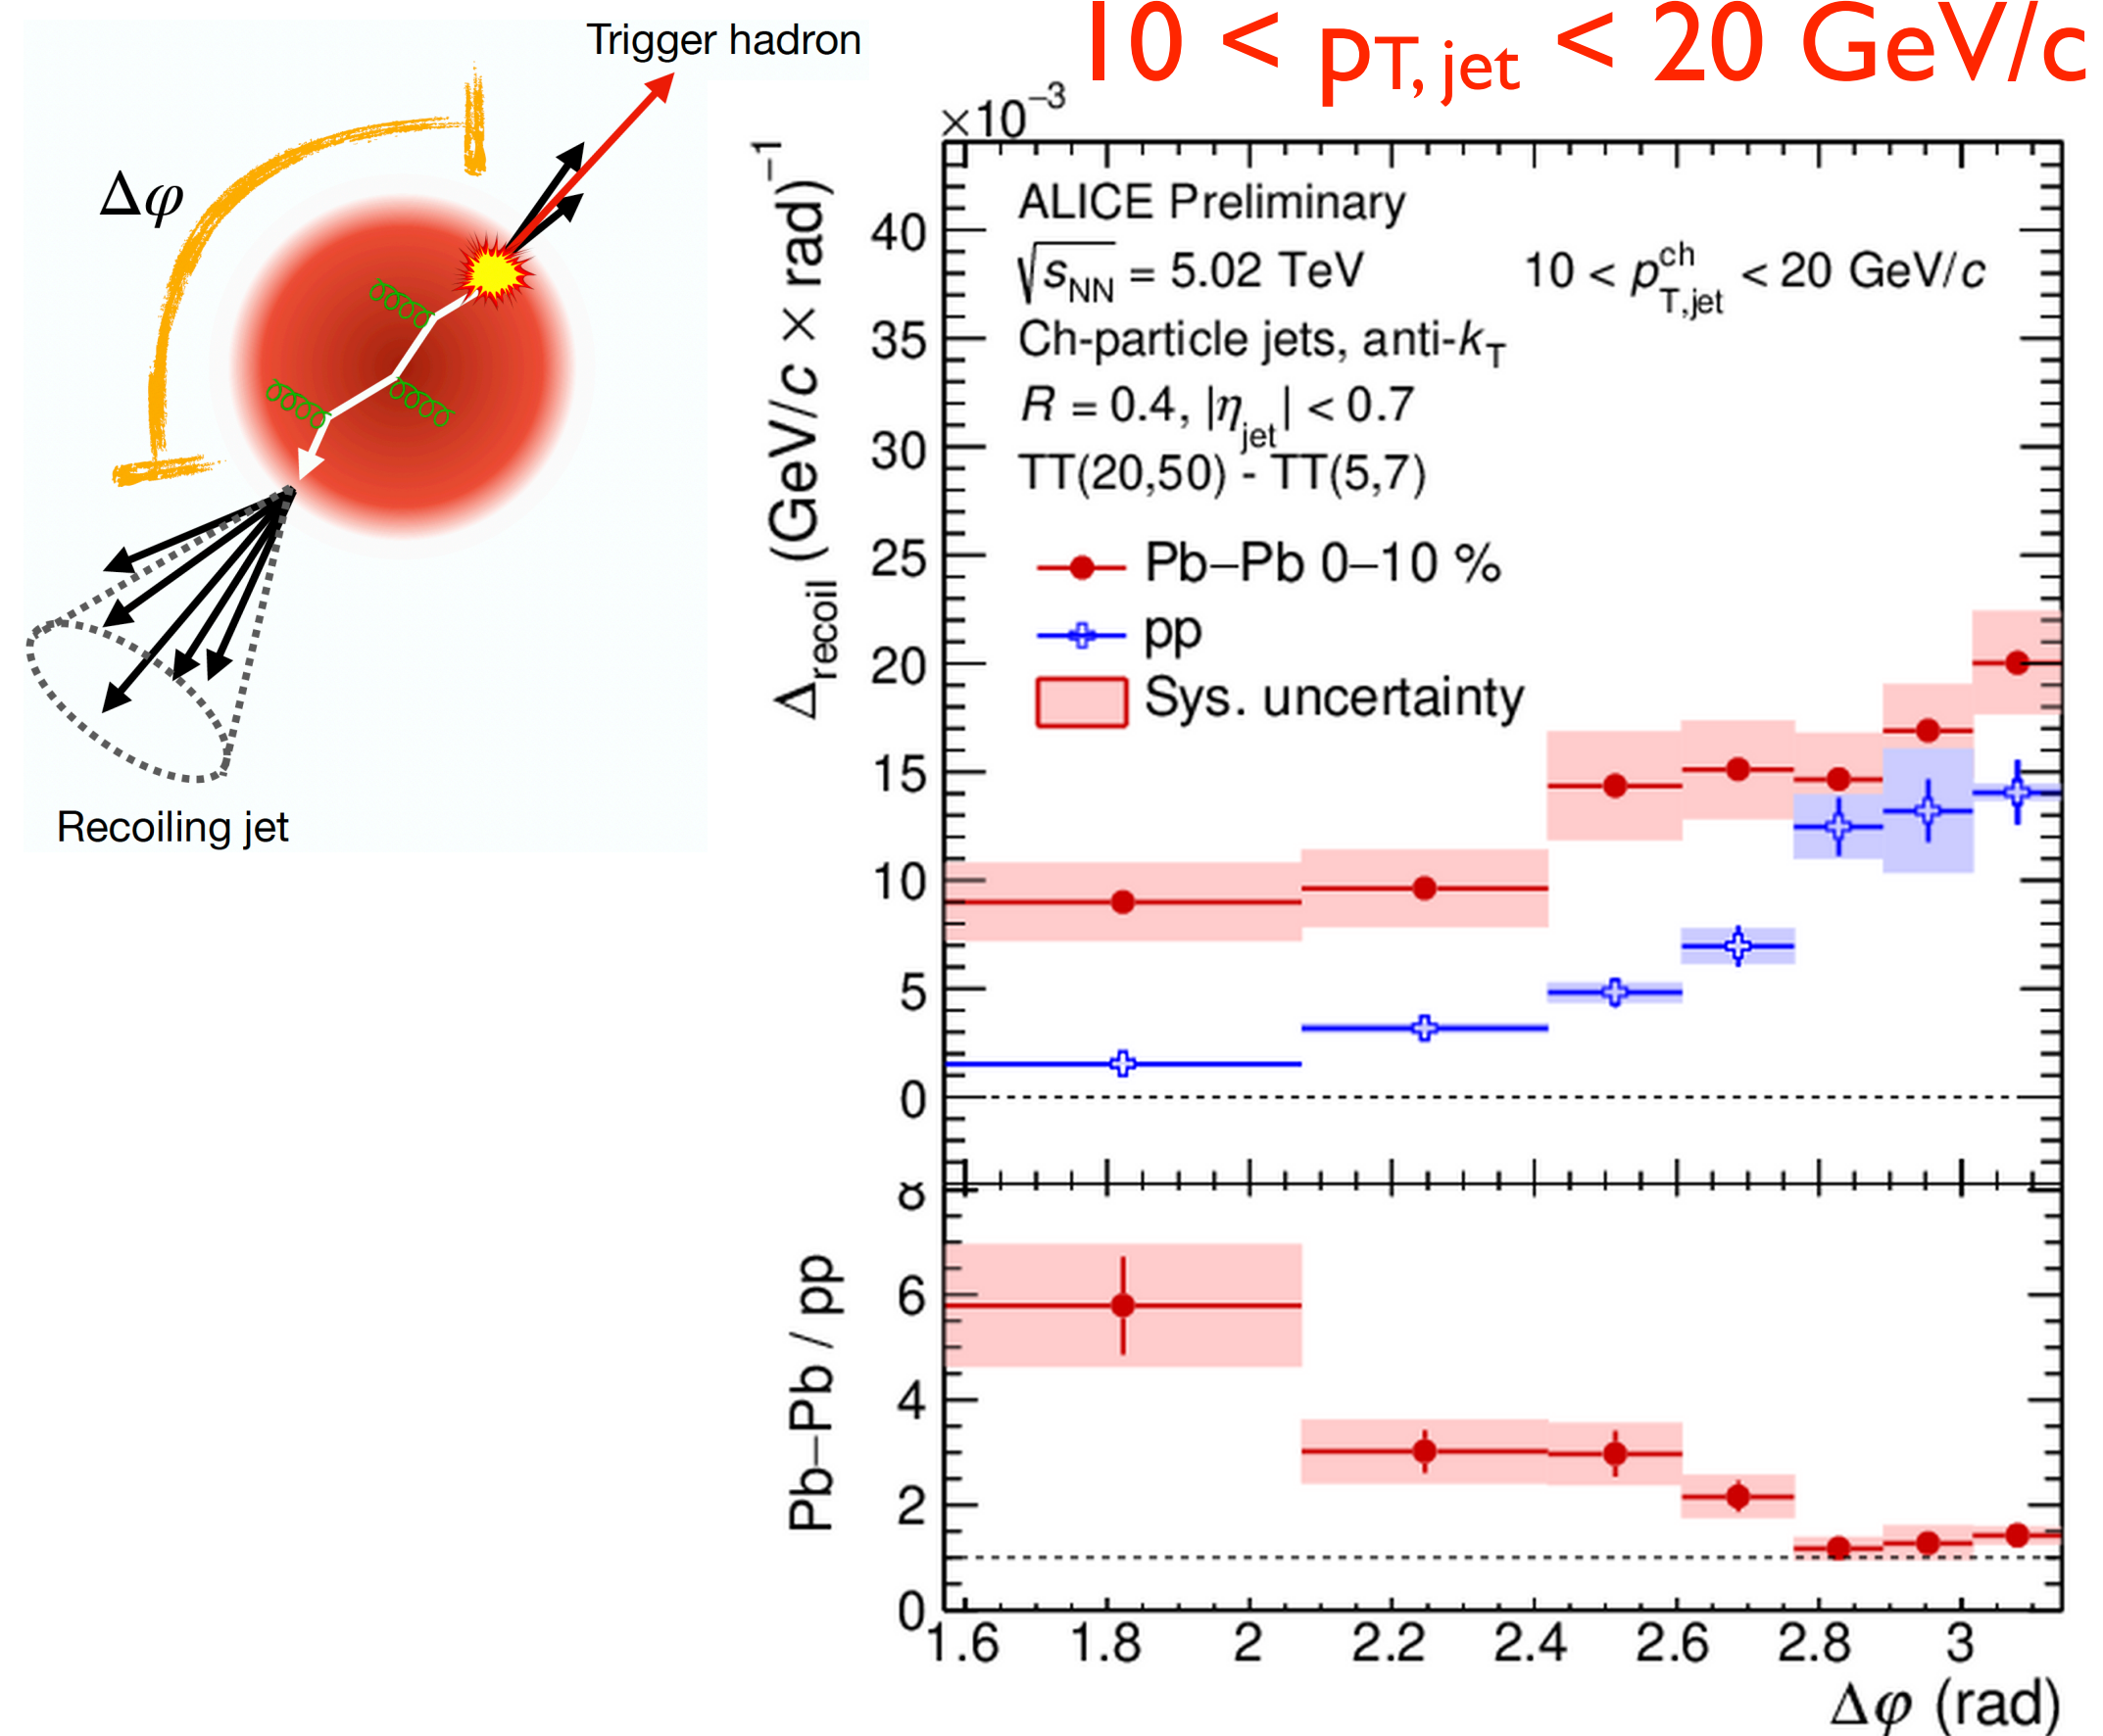 10 < pT, jet < 20 GeV/c
Trigger hadron
Δφ
Recoiling jet
×10⁻³
Δrecoil (GeV/c × rad)⁻¹
ALICE Preliminary
√sNN = 5.02 TeV
10 < pᶜʰT,jet < 20 GeV/c
Ch-particle jets, anti-kT
R = 0.4, |ηjet| < 0.7
TT(20,50) - TT(5,7)
Pb–Pb 0–10 %
pp
Sys. uncertainty
40
35
30
25
20
15
10
5
0
Pb–Pb / pp
8
6
4
2
0
1.6 1.8 2 2.2 2.4 2.6 2.8 3
Δφ (rad)